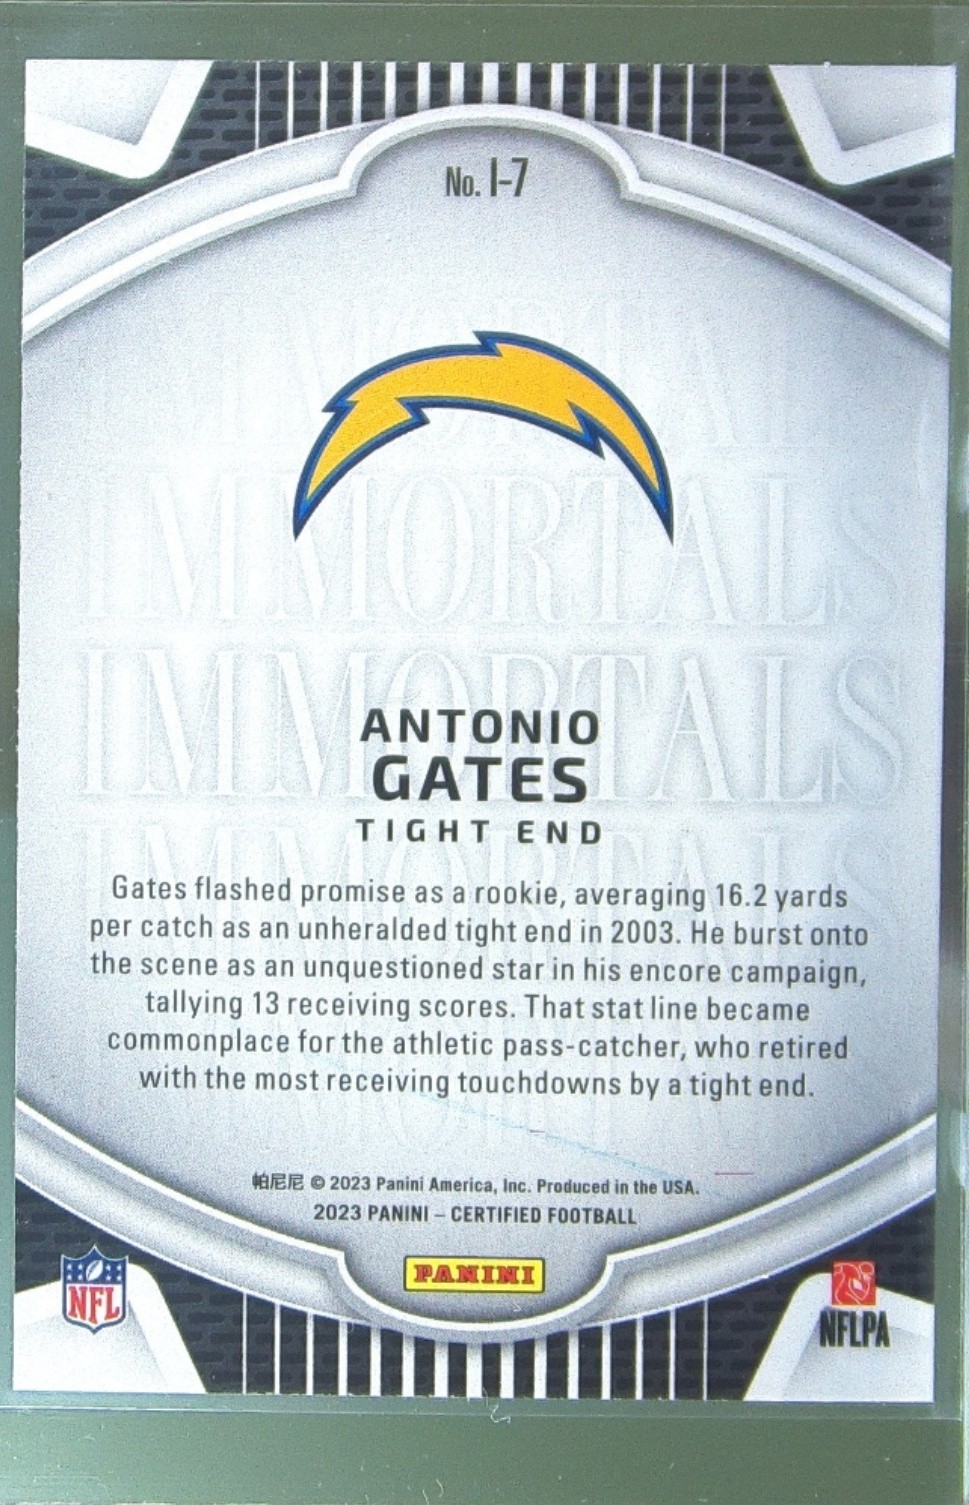 No. I-7
IMMORTALS
IMMORTALS
ANTONIO
GATES
TIGHT END
Gates flashed promise as a rookie, averaging 16.2 yards
per catch as an unheralded tight end in 2003. He burst onto
the scene as an unquestioned star in his encore campaign,
tallying 13 receiving scores. That stat line became
commonplace for the athletic pass-catcher, who retired
with the most receiving touchdowns by a tight end.
帕尼尼 © 2023 Panini America, Inc. Produced in the USA.
2023 PANINI – CERTIFIED FOOTBALL
PANINI
NFL
NFLPA